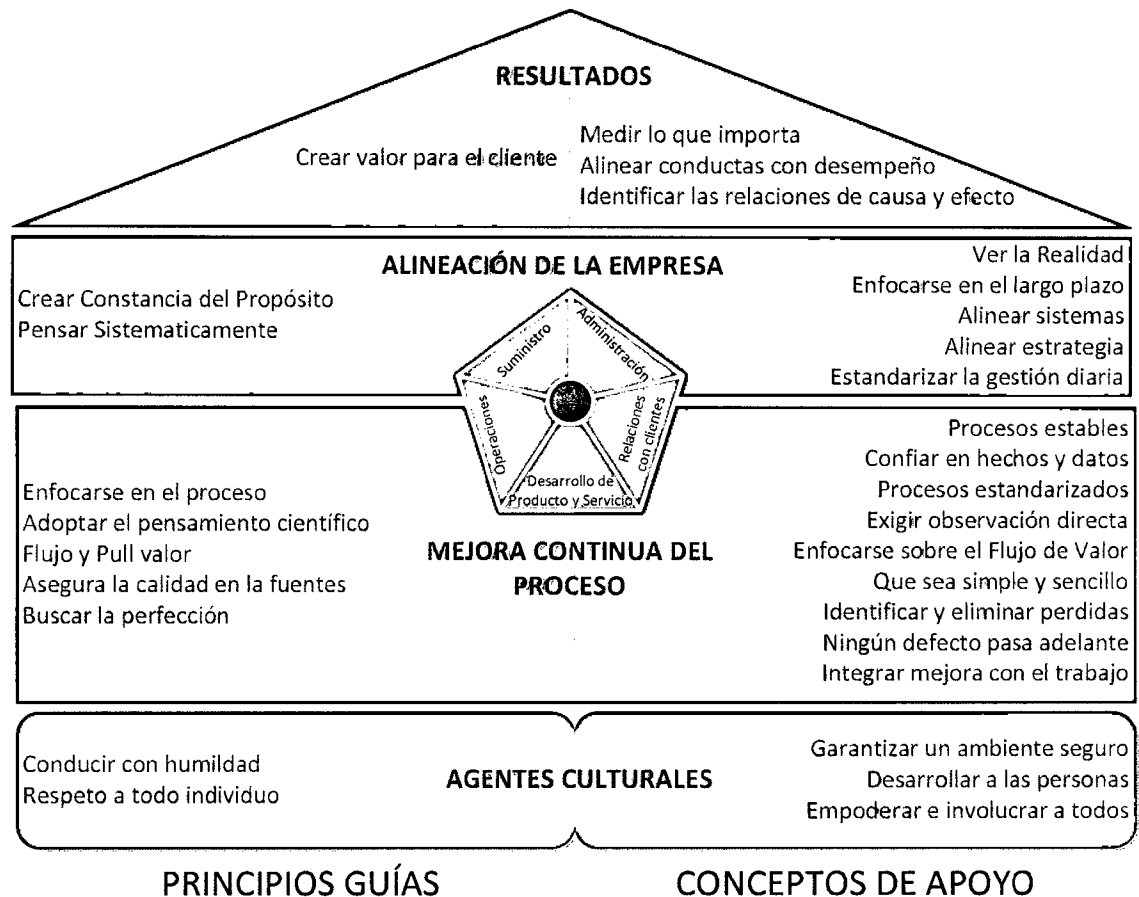 RESULTADOS
Crear valor para el cliente
Medir lo que importa
Alinear conductas con desempeño
Identificar las relaciones de causa y efecto
ALINEACIÓN DE LA EMPRESA
Crear Constancia del Propósito
Pensar Sistematicamente
Ver la Realidad
Enfocarse en el largo plazo
Alinear sistemas
Alinear estrategia
Estandarizar la gestión diaria
Suministro
Administración
Operaciones
Relaciones
con clientes
Desarrollo de
Producto y Servicio
Enfocarse en el proceso
Adoptar el pensamiento científico
Flujo y Pull valor
Asegura la calidad en la fuentes
Buscar la perfección
MEJORA CONTINUA DEL
PROCESO
Procesos estables
Confiar en hechos y datos
Procesos estandarizados
Exigir observación directa
Enfocarse sobre el Flujo de Valor
Que sea simple y sencillo
Identificar y eliminar perdidas
Ningún defecto pasa adelante
Integrar mejora con el trabajo
Conducir con humildad
Respeto a todo individuo
AGENTES CULTURALES
Garantizar un ambiente seguro
Desarrollar a las personas
Empoderar e involucrar a todos
PRINCIPIOS GUÍAS
CONCEPTOS DE APOYO